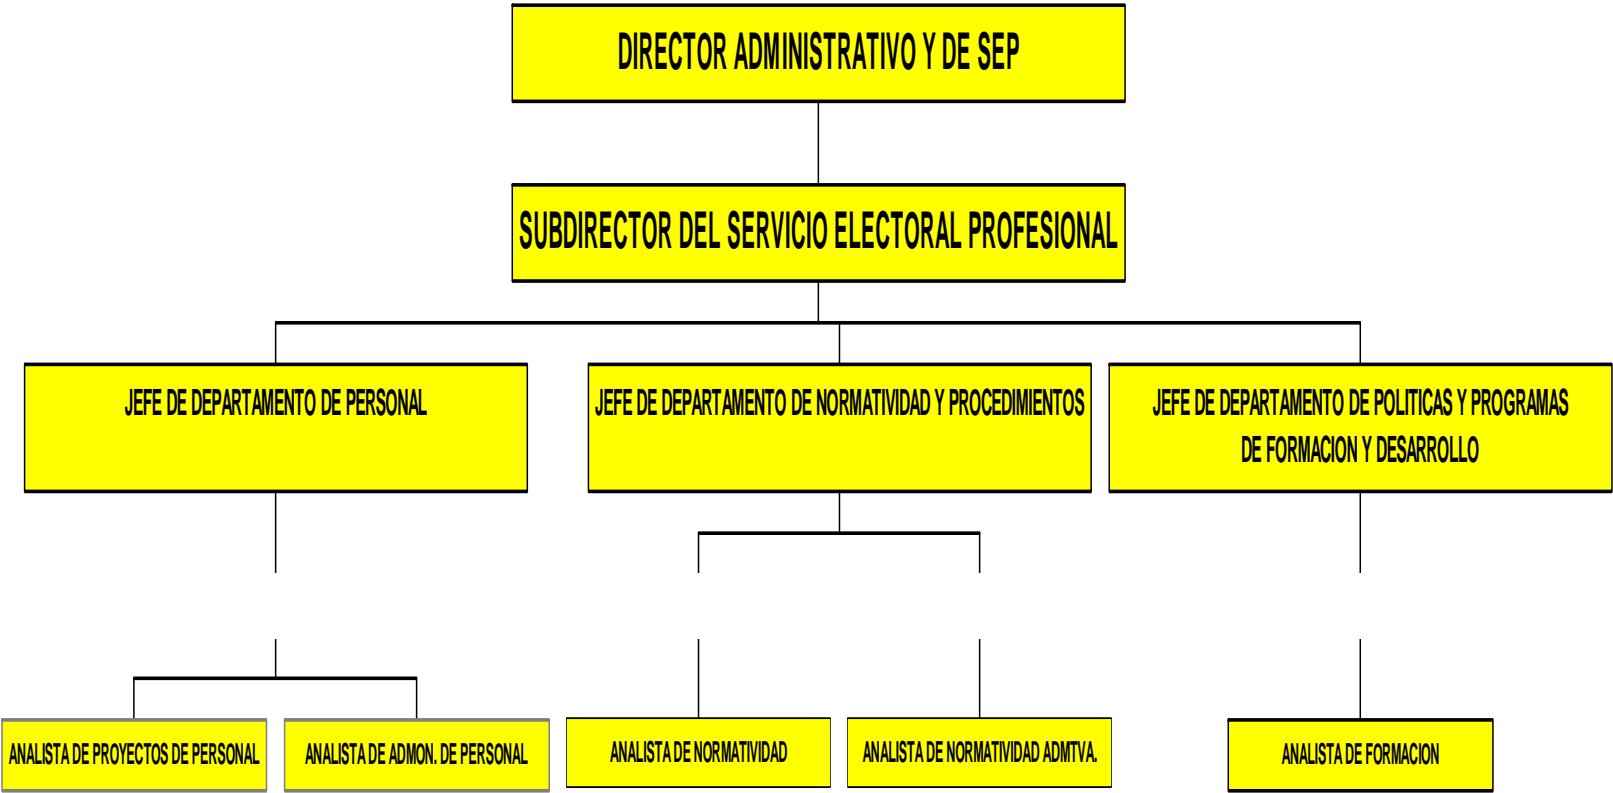 DIRECTOR ADMINISTRATIVO Y DE SEP
SUBDIRECTOR DEL SERVICIO ELECTORAL PROFESIONAL
JEFE DE DEPARTAMENTO DE PERSONAL
JEFE DE DEPARTAMENTO DE NORMATIVIDAD Y PROCEDIMIENTOS
JEFE DE DEPARTAMENTO DE POLITICAS Y PROGRAMAS
DE FORMACION Y DESARROLLO
ANALISTA DE PROYECTOS DE PERSONAL
ANALISTA DE ADMON. DE PERSONAL
ANALISTA DE NORMATIVIDAD
ANALISTA DE NORMATIVIDAD ADMTVA.
ANALISTA DE FORMACION